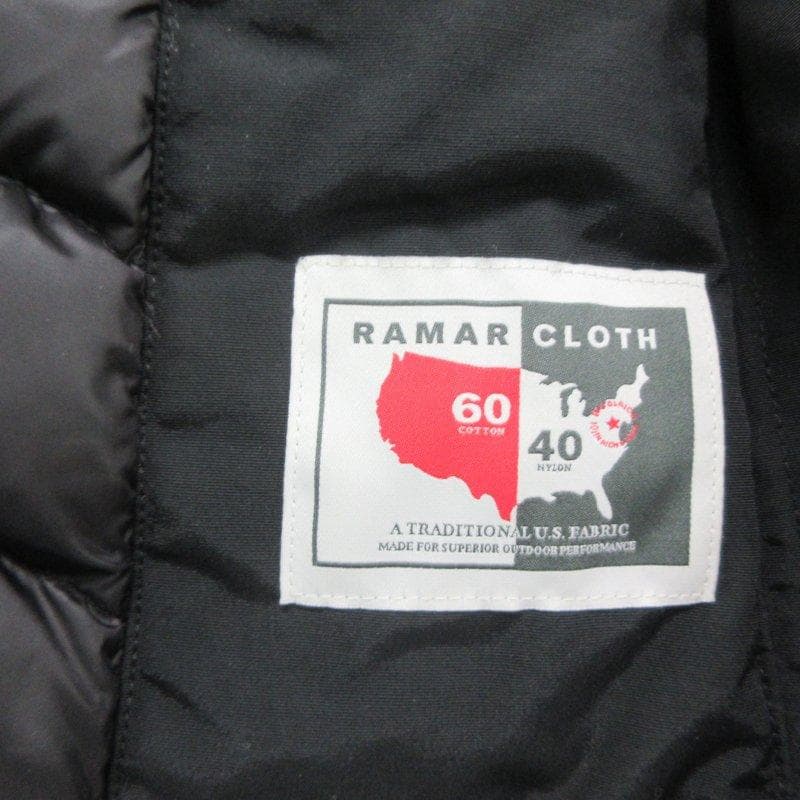 RAMAR CLOTH
60
COTTON
40
NYLON
A TRADITIONAL U.S. FABRIC
MADE FOR SUPERIOR OUTDOOR PERFORMANCE